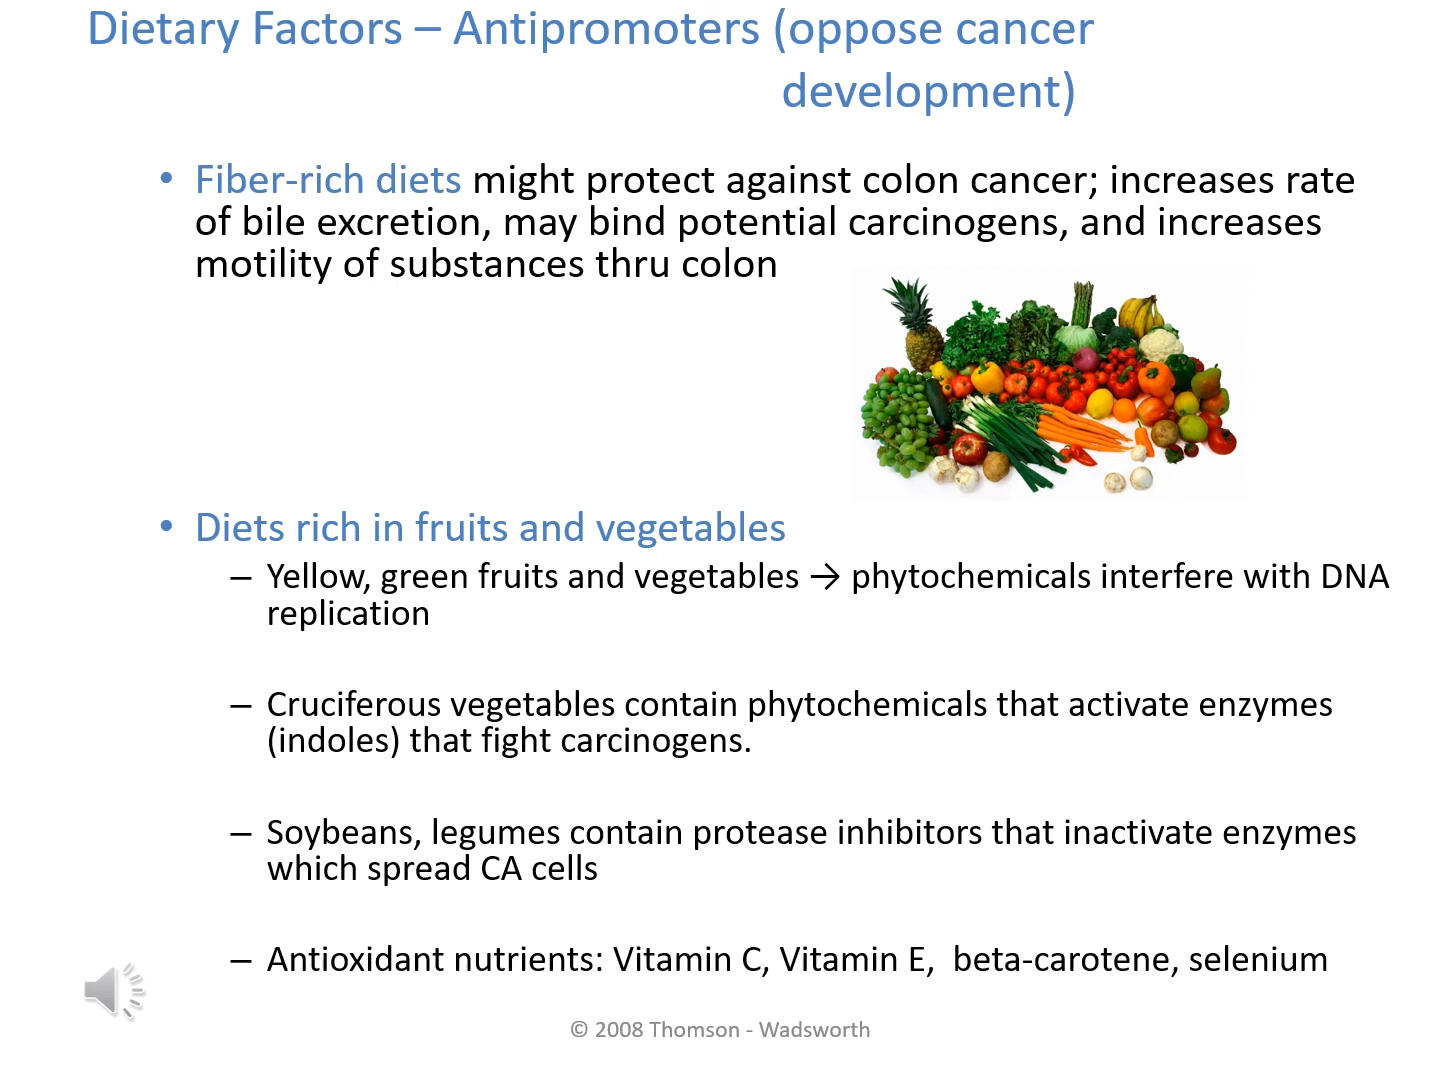 Dietary Factors – Antipromoters (oppose cancer
development)
• Fiber-rich diets might protect against colon cancer; increases rate
of bile excretion, may bind potential carcinogens, and increases
motility of substances thru colon
• Diets rich in fruits and vegetables
– Yellow, green fruits and vegetables → phytochemicals interfere with DNA
replication
– Cruciferous vegetables contain phytochemicals that activate enzymes
(indoles) that fight carcinogens.
– Soybeans, legumes contain protease inhibitors that inactivate enzymes
which spread CA cells
– Antioxidant nutrients: Vitamin C, Vitamin E,  beta-carotene, selenium
© 2008 Thomson - Wadsworth